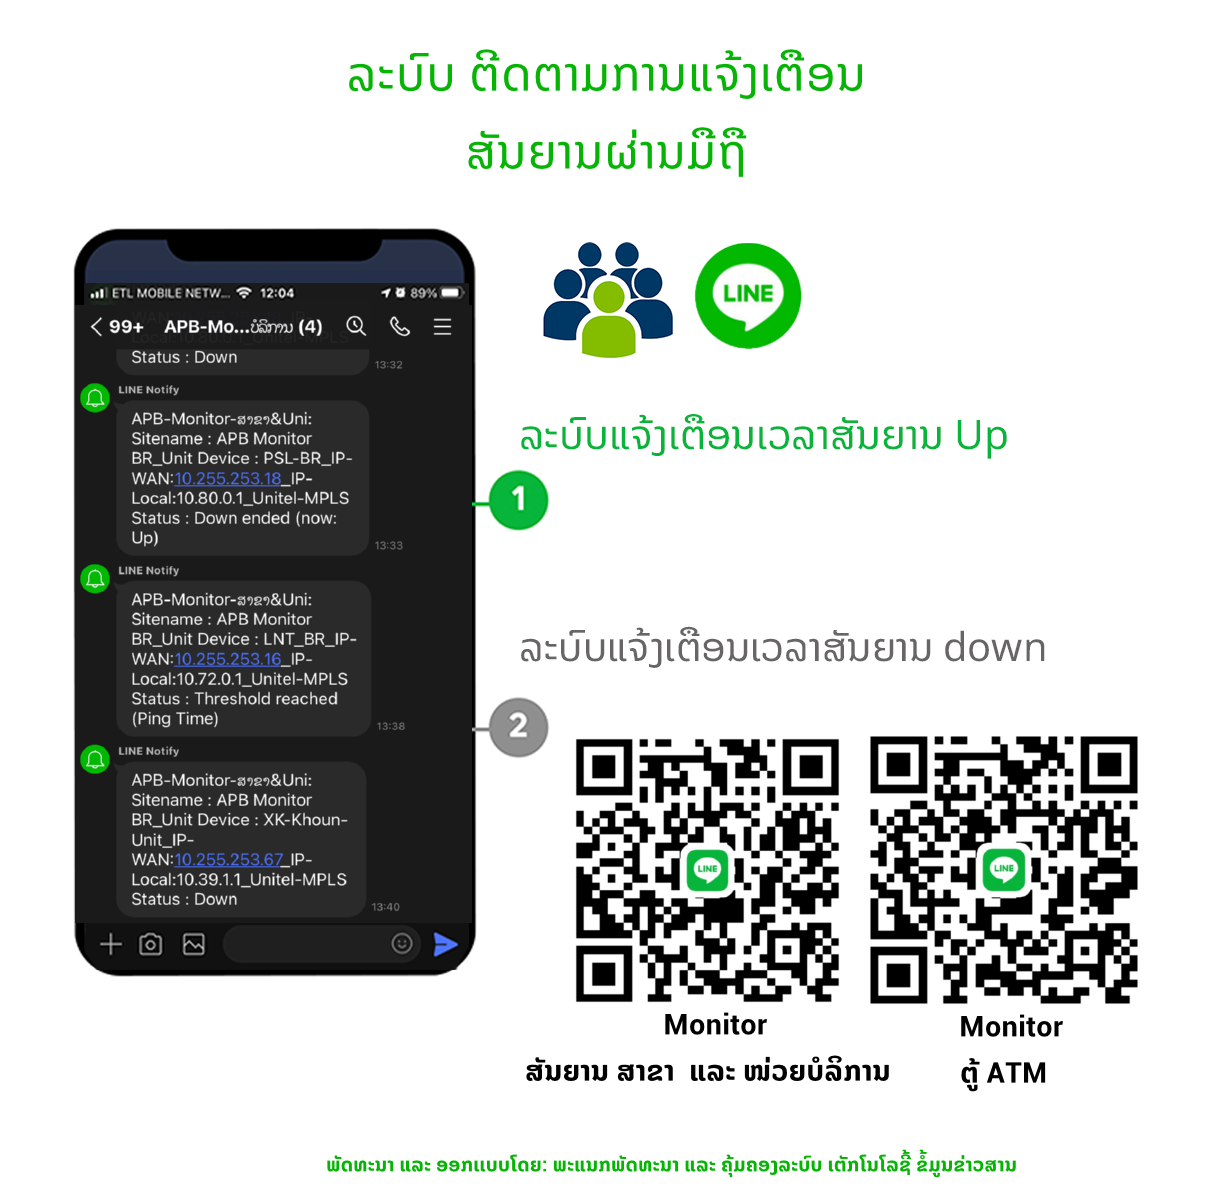 ລະບົບ ຕິດຕາມການແຈ້ງເຕືອນ
ສັນຍານຜ່ານມືຖື
ETL MOBILE NETW... 12:04 89%
99+ APB-Mo...ບໍລິການ (4)
Status : Down
13:32
LINE Notify
APB-Monitor-ສາຂາ&Uni:
Sitename : APB Monitor
BR_Unit Device : PSL-BR_IP-
WAN:10.255.253.18_IP-
Local:10.80.0.1_Unitel-MPLS
Status : Down ended (now:
Up)
13:33
LINE Notify
APB-Monitor-ສາຂາ&Uni:
Sitename : APB Monitor
BR_Unit Device : LNT_BR_IP-
WAN:10.255.253.16_IP-
Local:10.72.0.1_Unitel-MPLS
Status : Threshold reached
(Ping Time)
13:38
LINE Notify
APB-Monitor-ສາຂາ&Uni:
Sitename : APB Monitor
BR_Unit Device : XK-Khoun-
Unit_IP-
WAN:10.255.253.67_IP-
Local:10.39.1.1_Unitel-MPLS
Status : Down
13:40
LINE
ລະບົບແຈ້ງເຕືອນເວລາສັນຍານ Up
1
ລະບົບແຈ້ງເຕືອນເວລາສັນຍານ down
2
LINE
LINE
Monitor
ສັນຍານ ສາຂາ ແລະ ໜ່ວຍບໍລິການ
Monitor
ຕູ້ ATM
ພັດທະນາ ແລະ ອອກແບບໂດຍ: ພະແນກພັດທະນາ ແລະ ຄຸ້ມຄອງລະບົບ ເຕັກໂນໂລຊີ້ ຂໍ້ມູນຂ່າວສານ